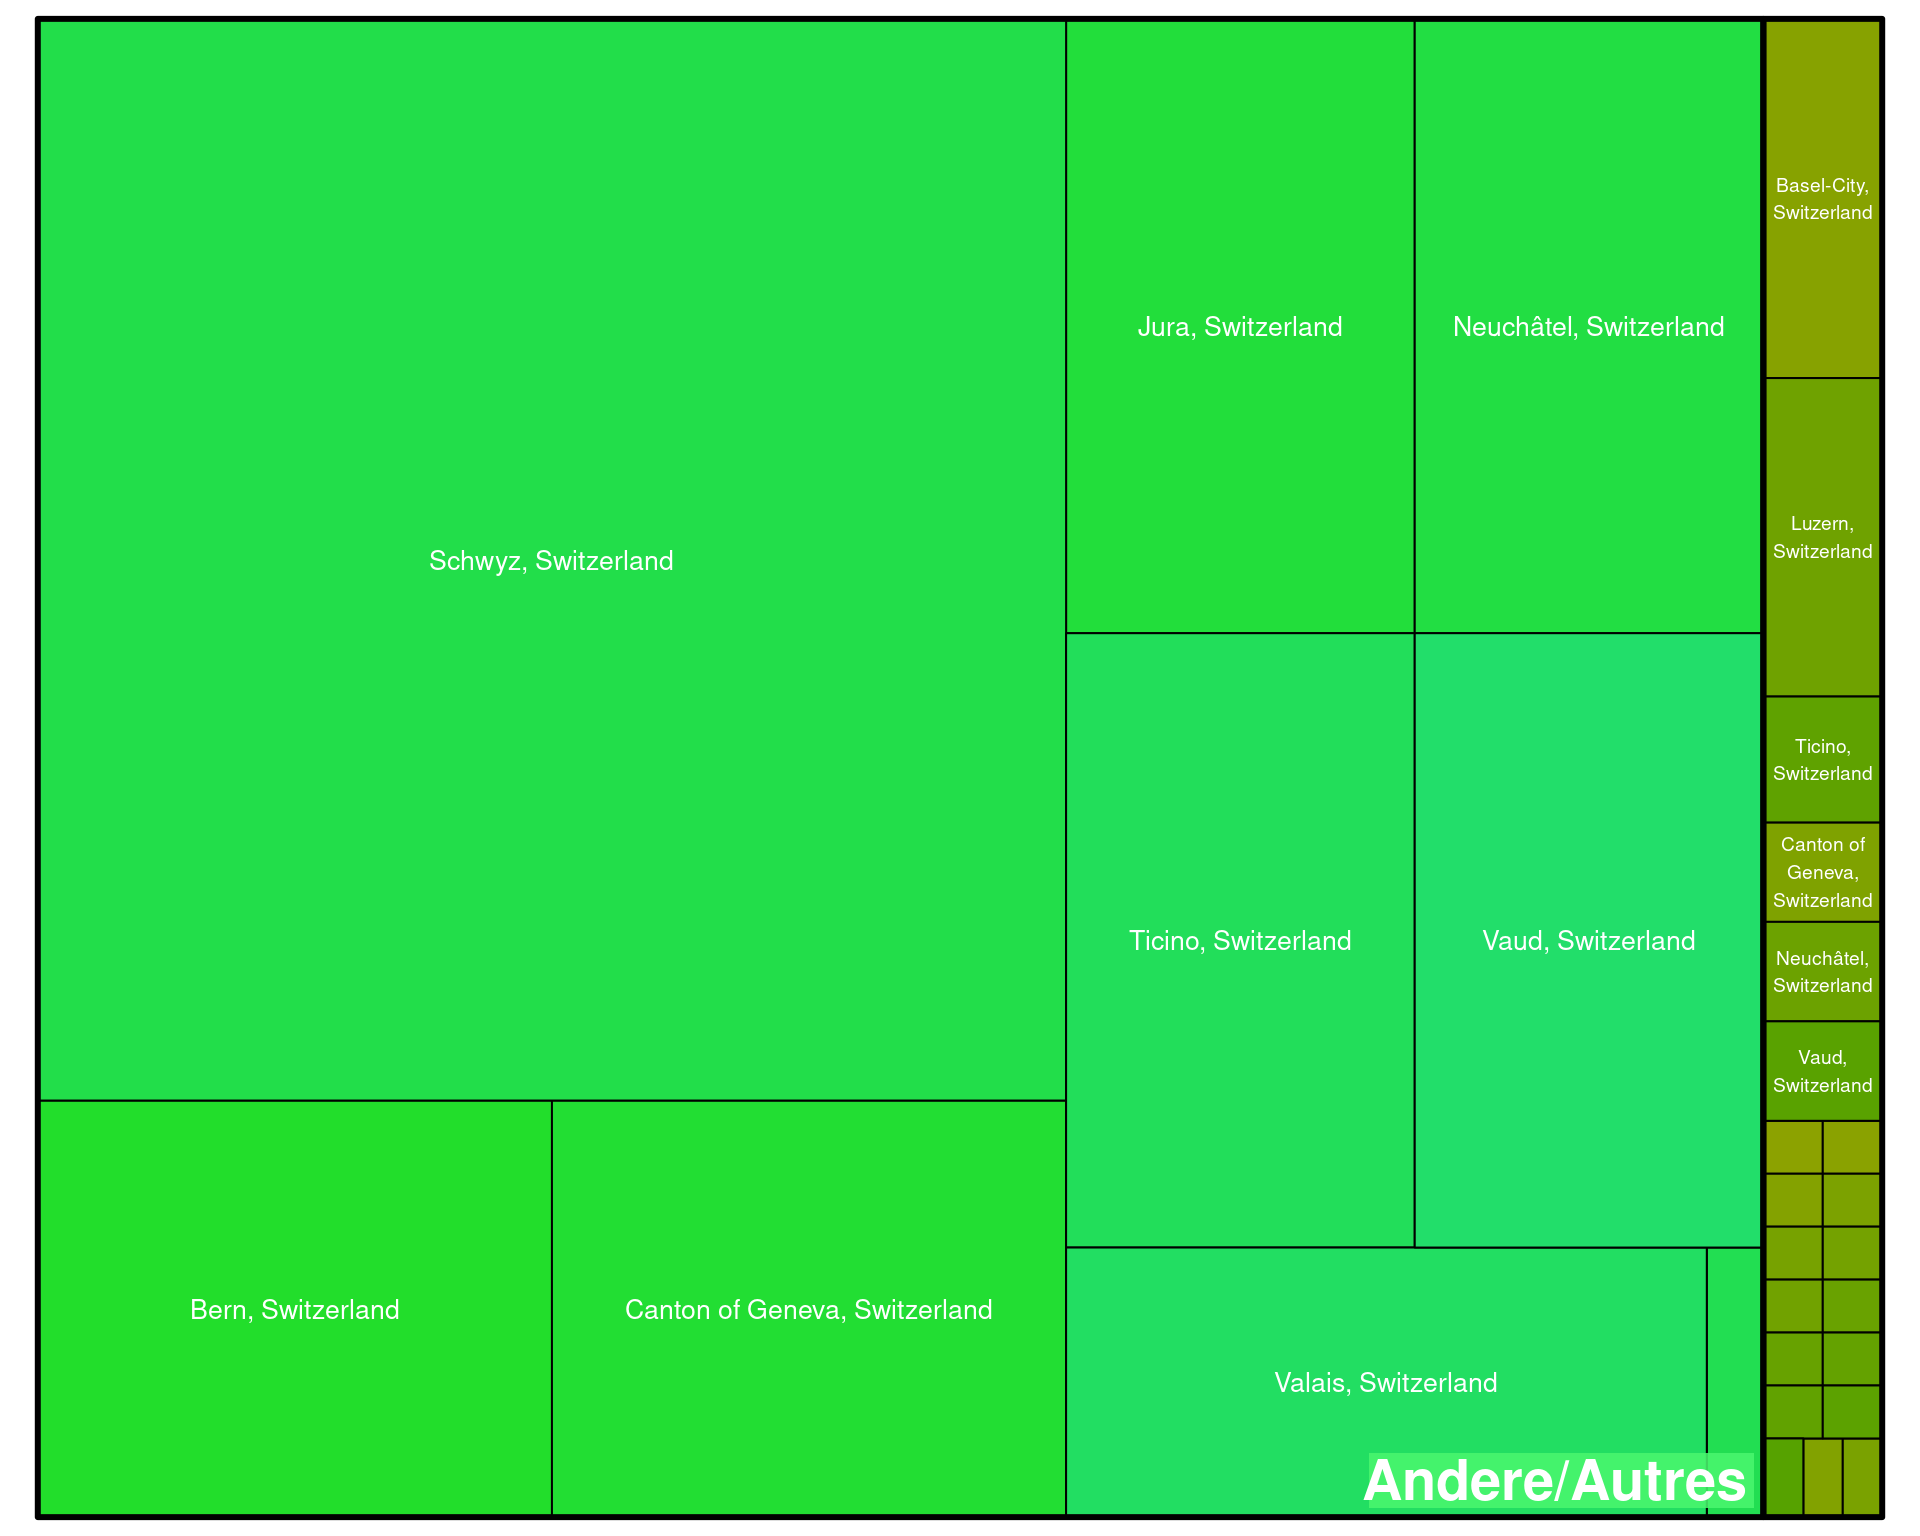 Schwyz, Switzerland
Jura, Switzerland
Neuchâtel, Switzerland
Ticino, Switzerland
Vaud, Switzerland
Bern, Switzerland
Canton of Geneva, Switzerland
Valais, Switzerland
Andere/Autres
Basel-City,
Switzerland
Luzern,
Switzerland
Ticino,
Switzerland
Canton of
Geneva,
Switzerland
Neuchâtel,
Switzerland
Vaud,
Switzerland